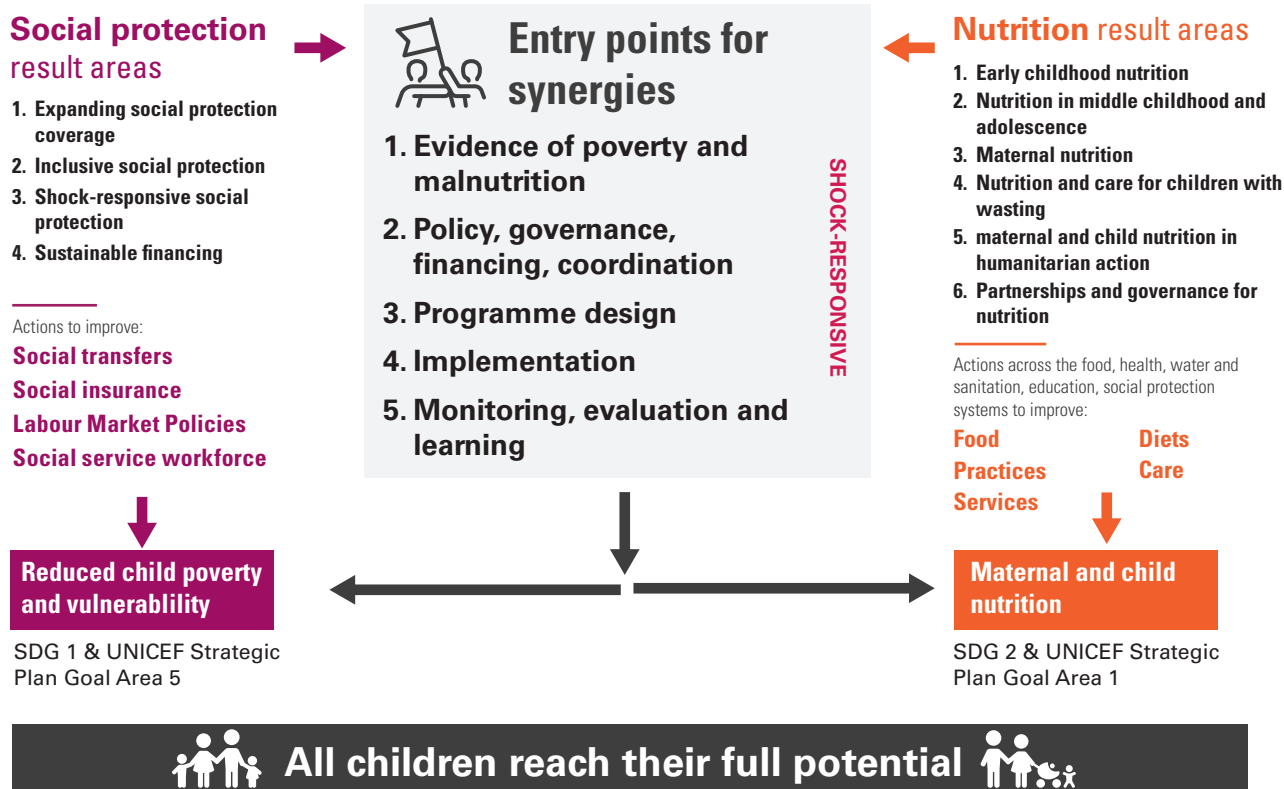 Social protection
result areas
1. Expanding social protection
coverage
2. Inclusive social protection
3. Shock-responsive social
protection
4. Sustainable financing
Actions to improve:
Social transfers
Social insurance
Labour Market Policies
Social service workforce
Reduced child poverty
and vulnerablility
SDG 1 & UNICEF Strategic
Plan Goal Area 5
Entry points for
synergies
1. Evidence of poverty and
malnutrition
2. Policy, governance,
financing, coordination
3. Programme design
4. Implementation
5. Monitoring, evaluation and
learning
SHOCK-RESPONSIVE
Nutrition result areas
1. Early childhood nutrition
2. Nutrition in middle childhood and
adolescence
3. Maternal nutrition
4. Nutrition and care for children with
wasting
5. maternal and child nutrition in
humanitarian action
6. Partnerships and governance for
nutrition
Actions across the food, health, water and
sanitation, education, social protection
systems to improve:
Food
Practices
Services
Diets
Care
Maternal and child
nutrition
SDG 2 & UNICEF Strategic
Plan Goal Area 1
All children reach their full potential